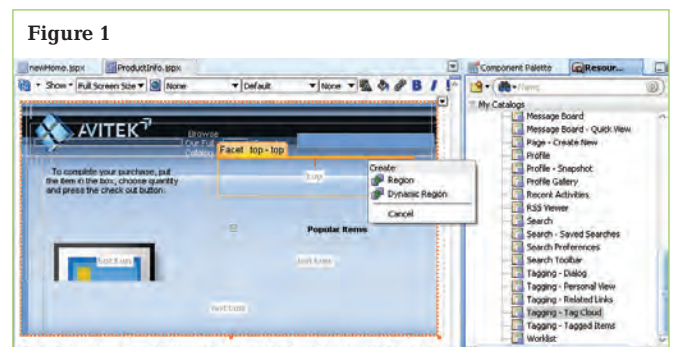 Figure 1
newHome.jspx ProductInfo.jspx
Component Palette Resour...
Show Full Screen Size None Default None B I
My Catalogs
Message Board
Message Board - Quick View
Page - Create New
Profile
Profile - Snapshot
Profile Gallery
Recent Activities
RSS Viewer
Search
Search - Saved Searches
Search Preferences
Search Toolbar
Tagging - Dialog
Tagging - Personal View
Tagging - Related Links
Tagging - Tag Cloud
Tagging - Tagged Items
Worklist
AVITEK
Browse
Our Full
Catalog
Facet top - top
top
Create:
Region
Dynamic Region
Cancel
To complete your purchase, put
the item in the box, choose quantity
and press the check out button.
Popular Items